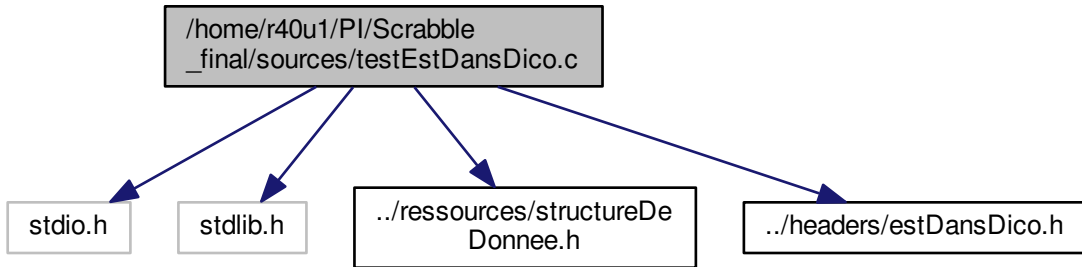 /home/r40u1/PI/Scrabble
_final/sources/testEstDansDico.c
stdio.h
stdlib.h
../ressources/structureDe
Donnee.h
../headers/estDansDico.h